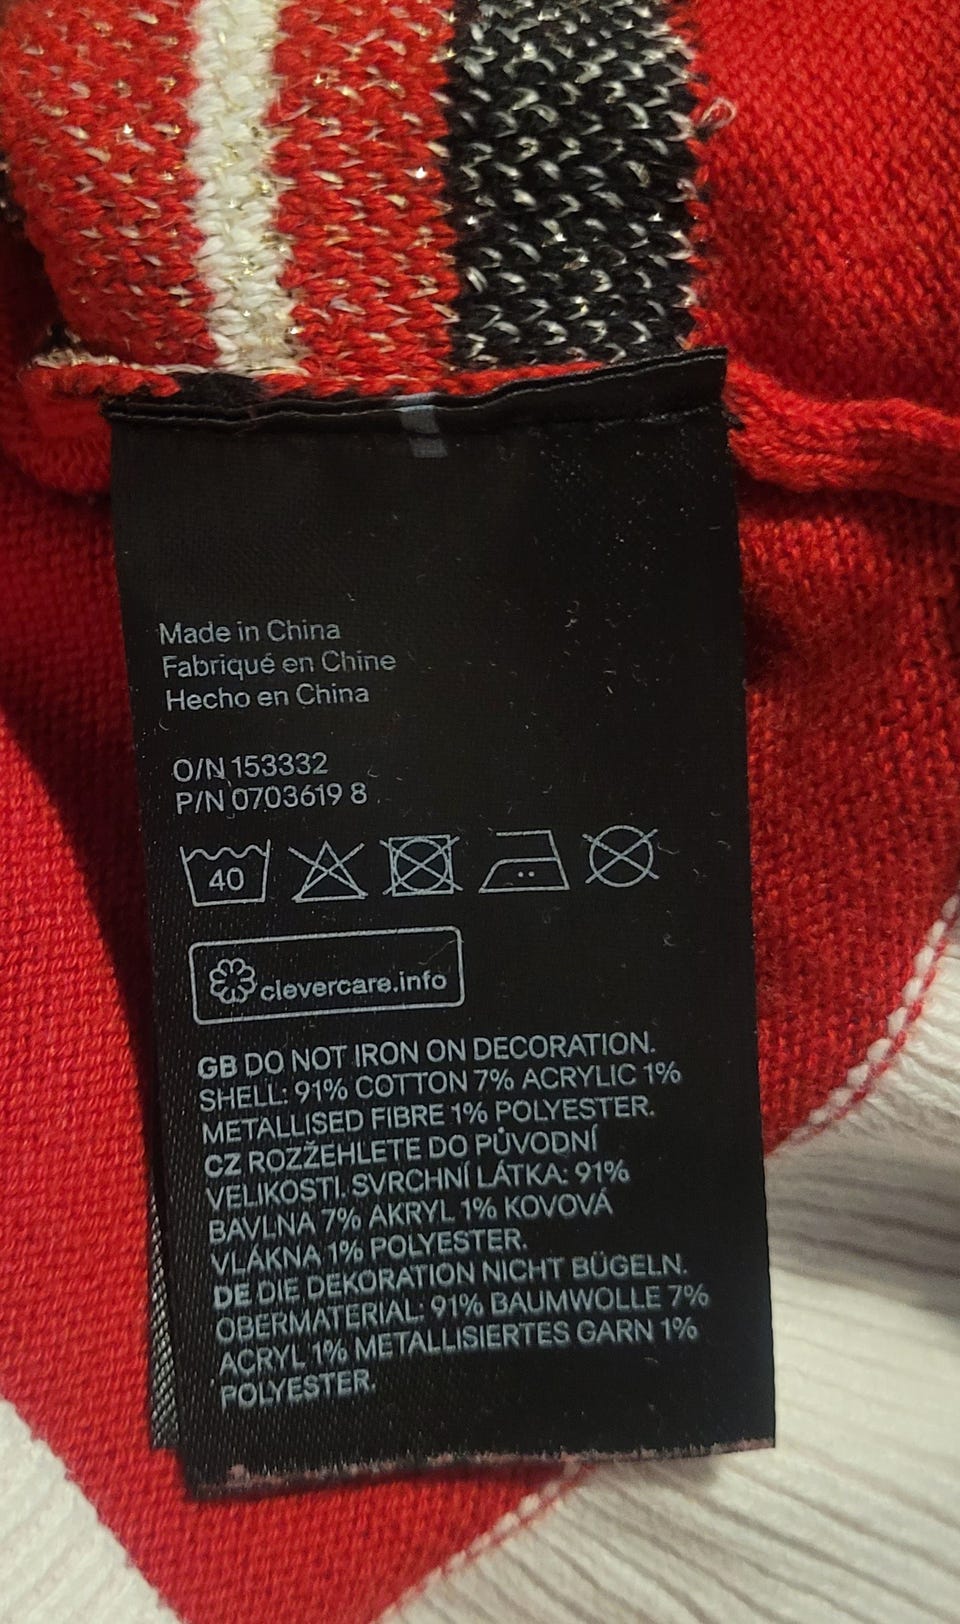 Made in China
Fabriqué en Chine
Hecho en China
O/N 153332
P/N 0703619 8
40
clevercare.info
GB DO NOT IRON ON DECORATION.
SHELL: 91% COTTON 7% ACRYLIC 1%
METALLISED FIBRE 1% POLYESTER.
CZ ROZŽEHLETE DO PŮVODNÍ
VELIKOSTI. SVRCHNÍ LÁTKA: 91%
BAVLNA 7% AKRYL 1% KOVOVÁ
VLÁKNA 1% POLYESTER.
DE DIE DEKORATION NICHT BÜGELN.
OBERMATERIAL: 91% BAUMWOLLE 7%
ACRYL 1% METALLISIERTES GARN 1%
POLYESTER.